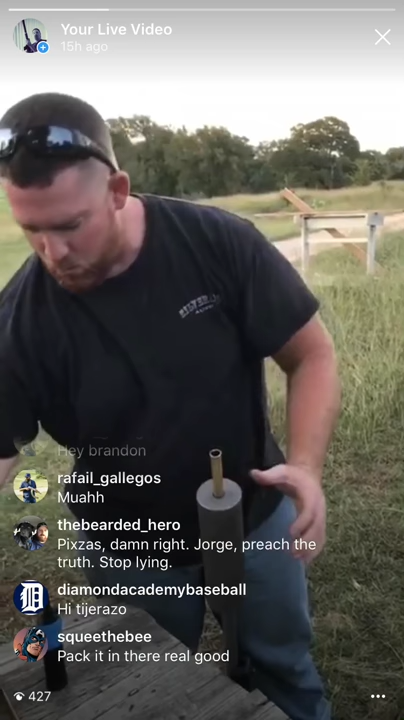 Your Live Video
15h ago
Hey brandon
rafail_gallegos
Muahh
thebearded_hero
Pixzas, damn right. Jorge, preach the
truth. Stop lying.
diamondacademybaseball
Hi tijerazo
squeethebee
Pack it in there real good
427